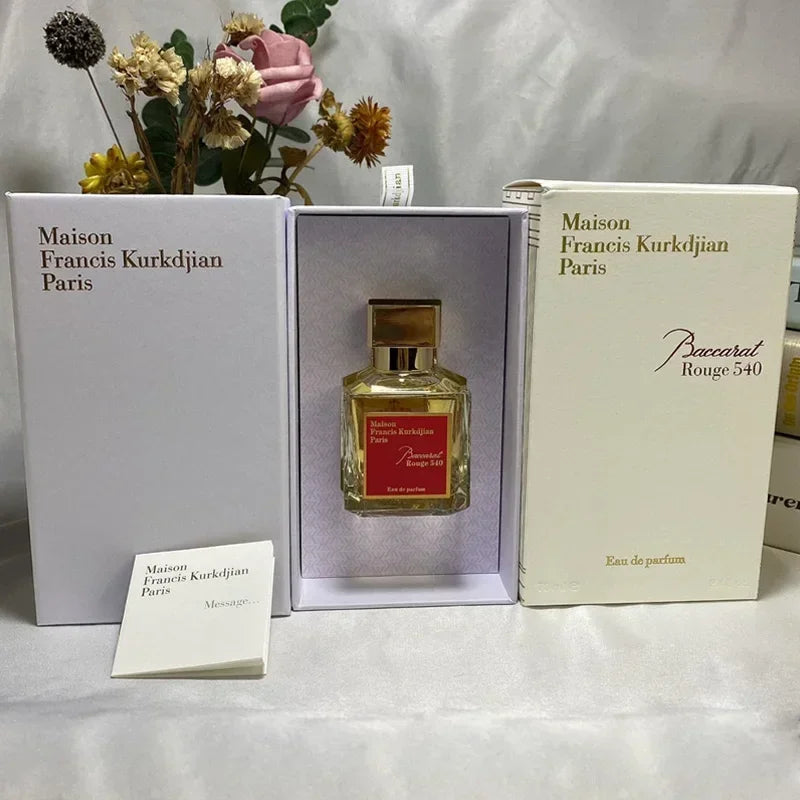 Maison
Francis Kurkdjian
Paris
Maison
Francis Kurkdjian
Paris
Message...
Maison
Francis Kurkdjian
Paris
Baccarat
Rouge 540
Eau de parfum
Maison
Francis Kurkdjian
Paris
Baccarat
Rouge 540
Eau de parfum